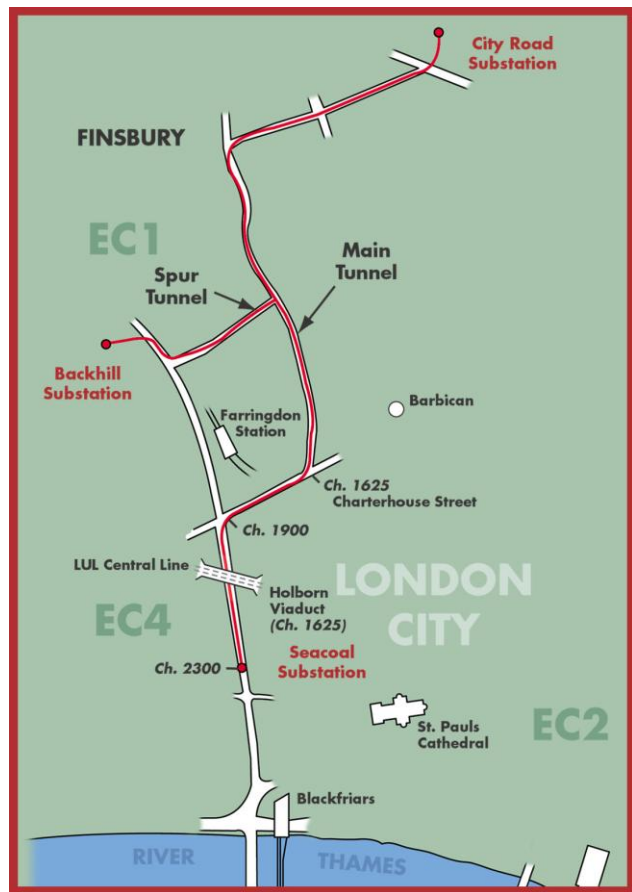 City Road
Substation
FINSBURY
EC1
Main
Tunnel
Spur
Tunnel
Backhill
Substation
Barbican
Farringdon
Station
Ch. 1625
Charterhouse Street
Ch. 1900
LUL Central Line
LONDON
CITY
Holborn
Viaduct
(Ch. 1625)
EC4
Seacoal
Substation
Ch. 2300
St. Pauls
Cathedral
EC2
Blackfriars
RIVER
THAMES